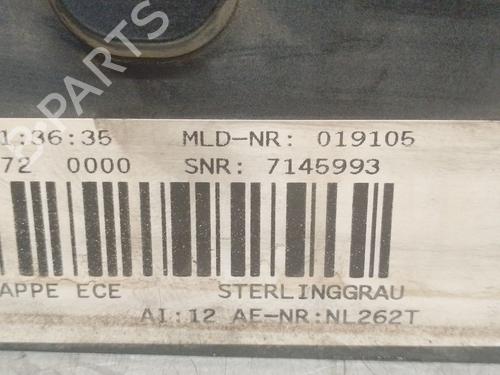 PARTS
1:36:35 MLD-NR: 019105
72 0000 SNR: 7145993
APPE ECE STERLINGGRAU
AI:12 AE-NR:NL262T